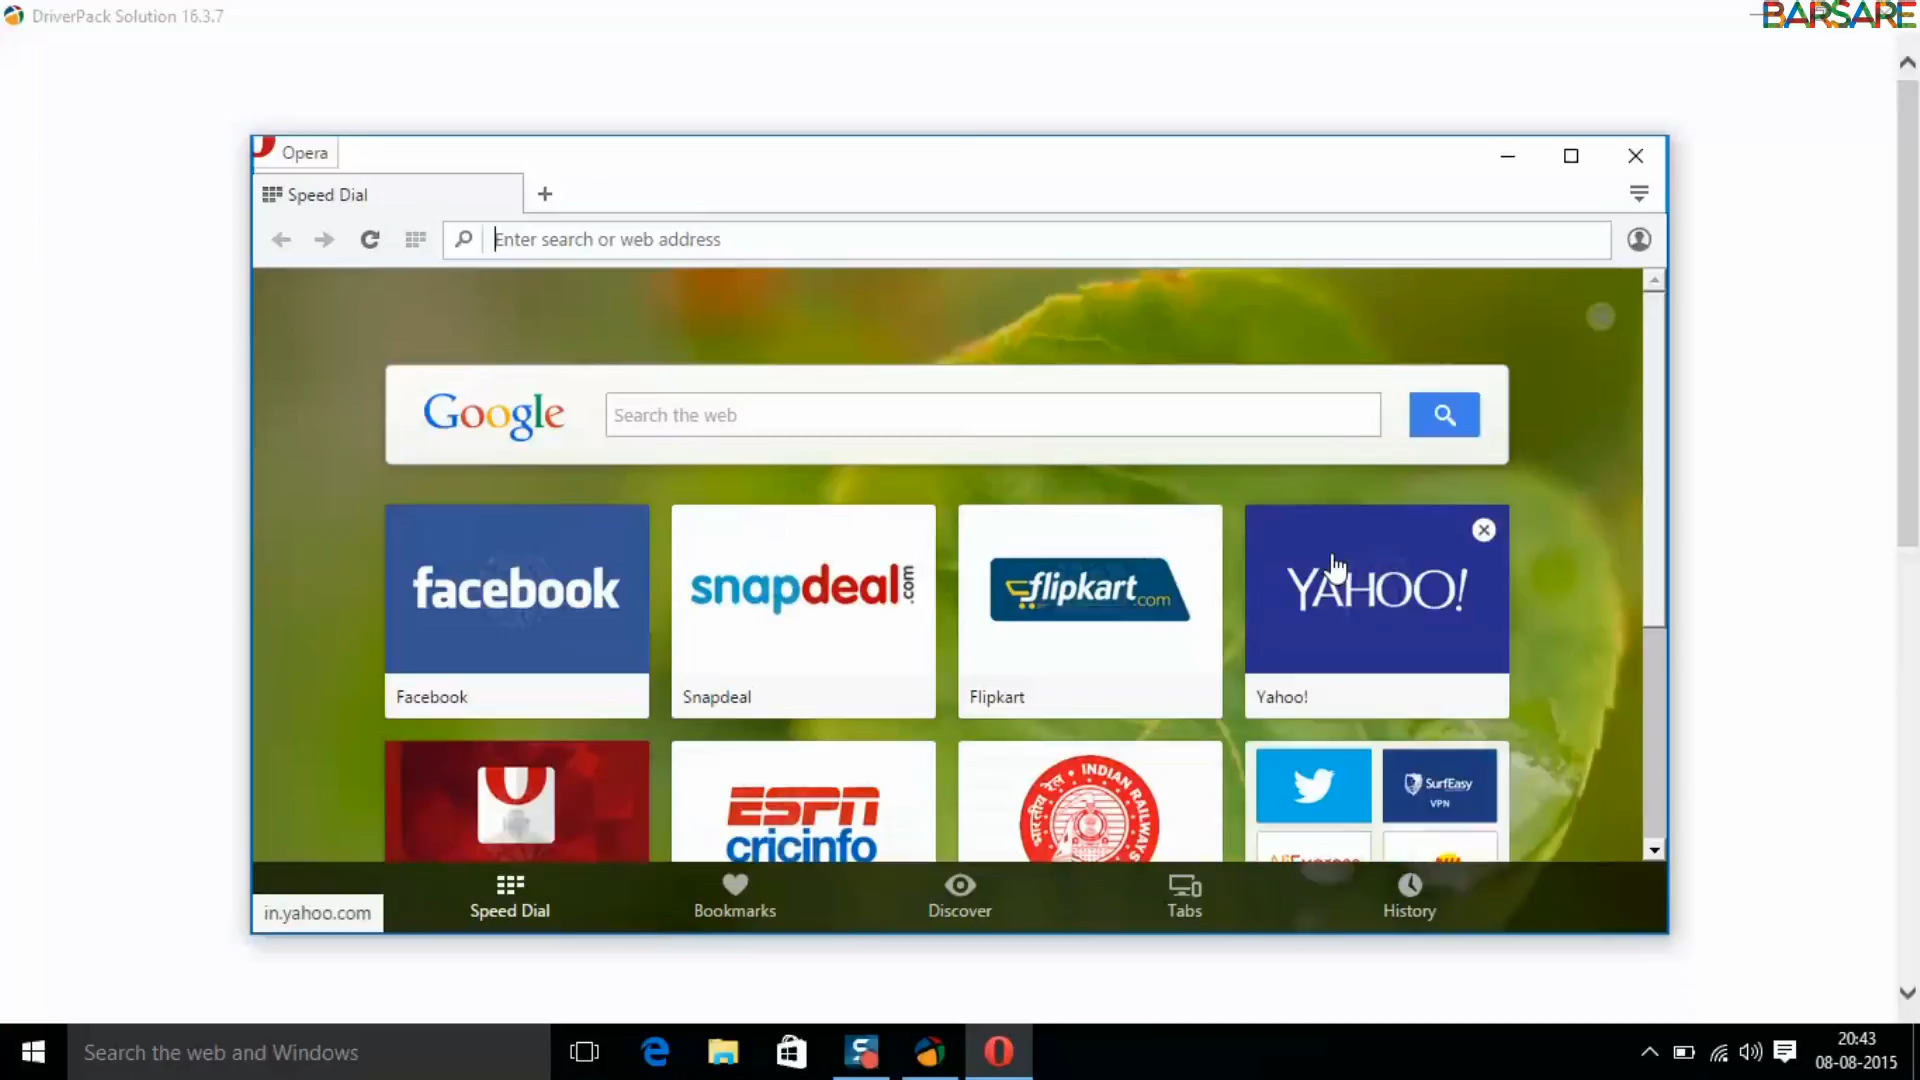 DriverPack Solution 16.3.7
BARSARE
Opera
Speed Dial
Enter search or web address
Google
Search the web
facebook
snapdeal.com
flipkart.com
YAHOO!
Facebook
Snapdeal
Flipkart
Yahoo!
ESPN
cricinfo
भारतीय रेल
INDIAN RAILWAYS
SurfEasy
VPN
AliExpress
in.yahoo.com
Speed Dial
Bookmarks
Discover
Tabs
History
Search the web and Windows
20:43
08-08-2015